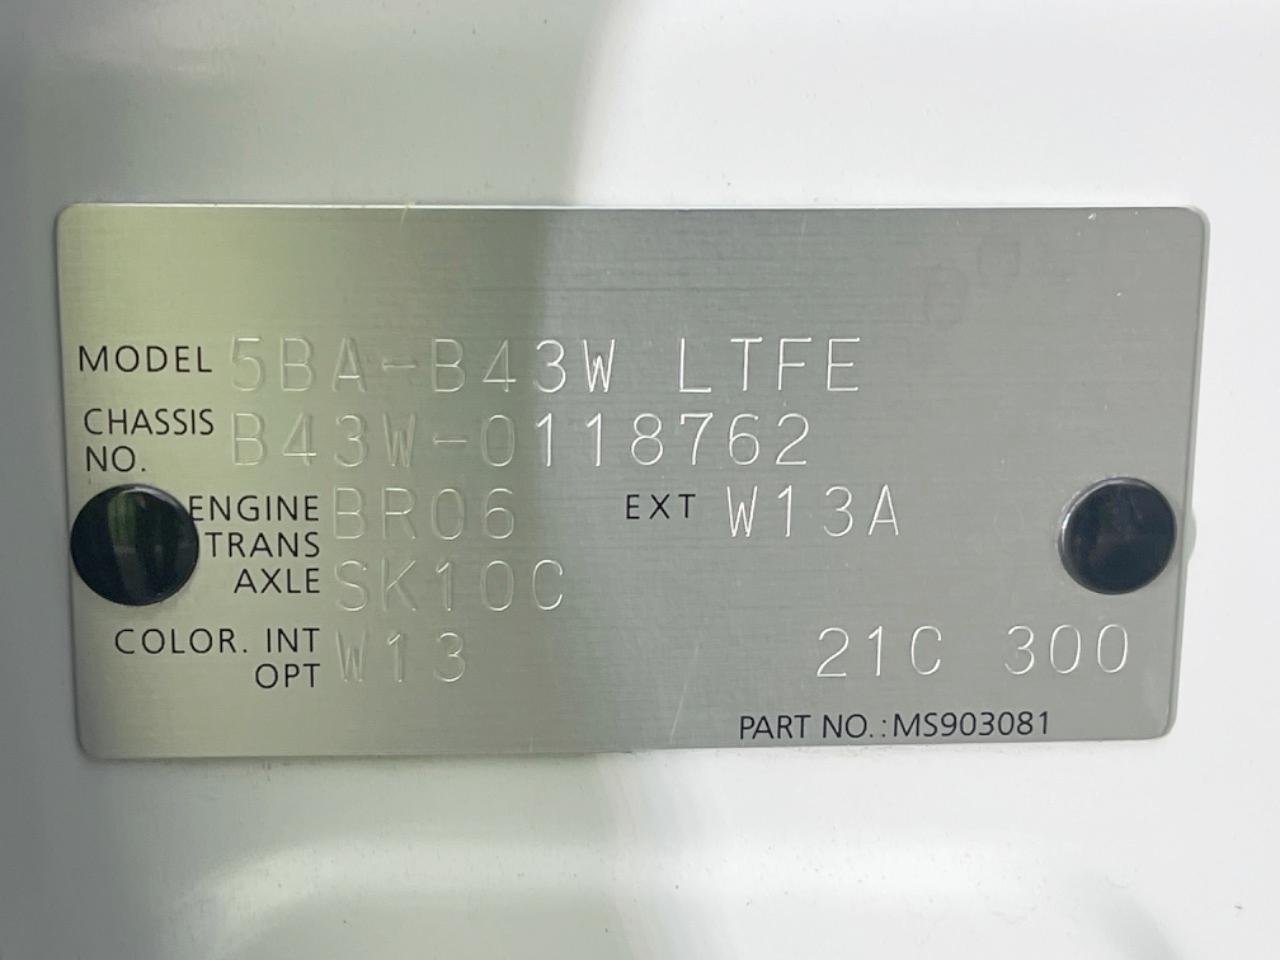 MODEL 5BA-B43W LTFE
CHASSIS NO. B43W-0118762
ENGINE BR06 EXT W13A
TRANS AXLE SK10C
COLOR. INT W13 21C 300
OPT
PART NO.:MS903081